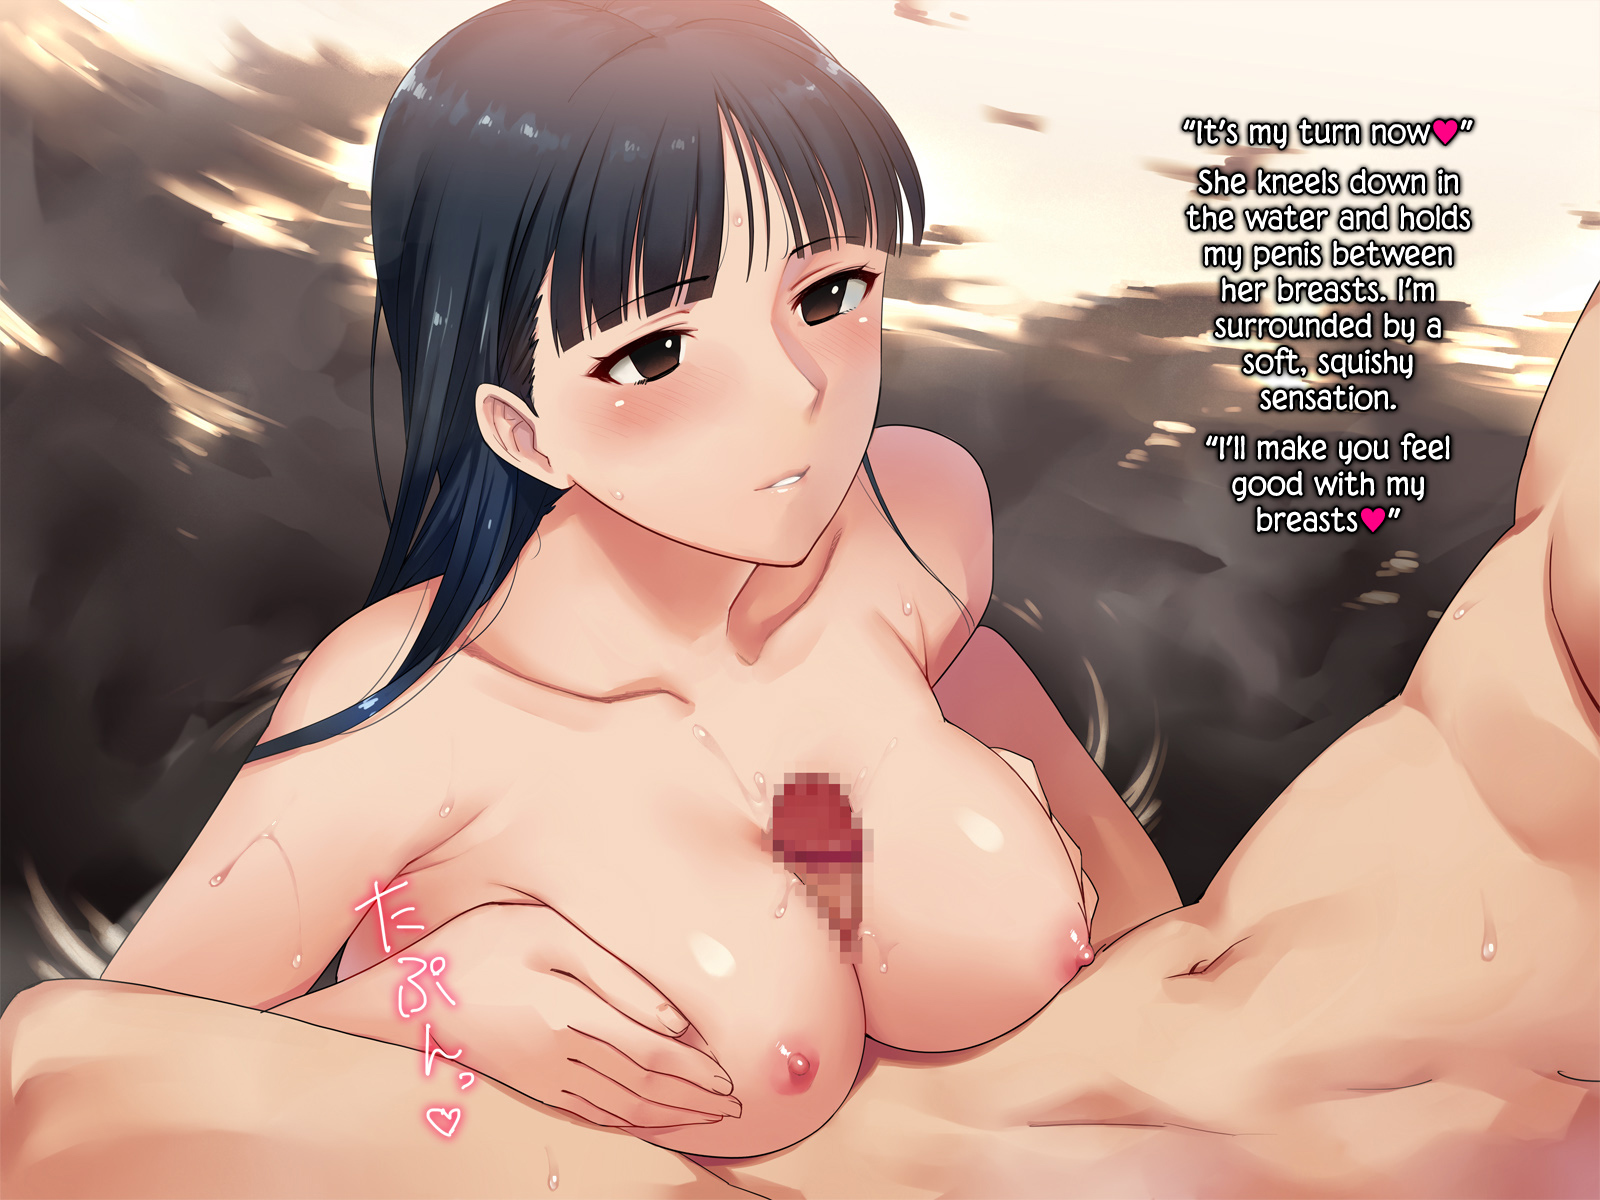 “It’s my turn now♥”
She kneels down in
the water and holds
my penis between
her breasts. I’m
surrounded by a
soft, squishy
sensation.
“I’ll make you feel
good with my
breasts♥”
たぷんっ♡